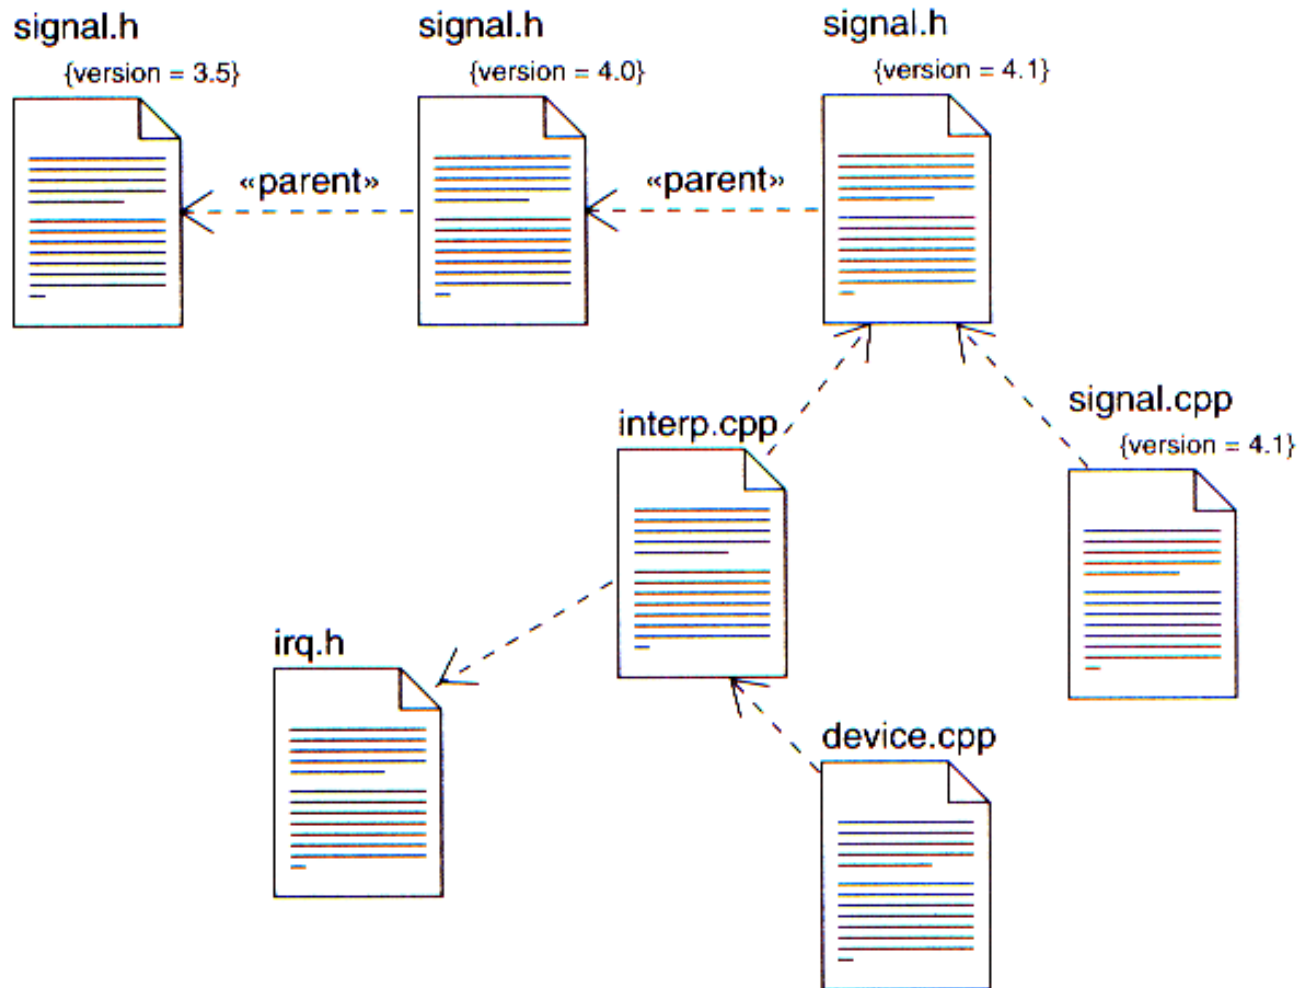 signal.h
{version = 3.5}
signal.h
{version = 4.0}
signal.h
{version = 4.1}
«parent»
«parent»
interp.cpp
signal.cpp
{version = 4.1}
irq.h
device.cpp